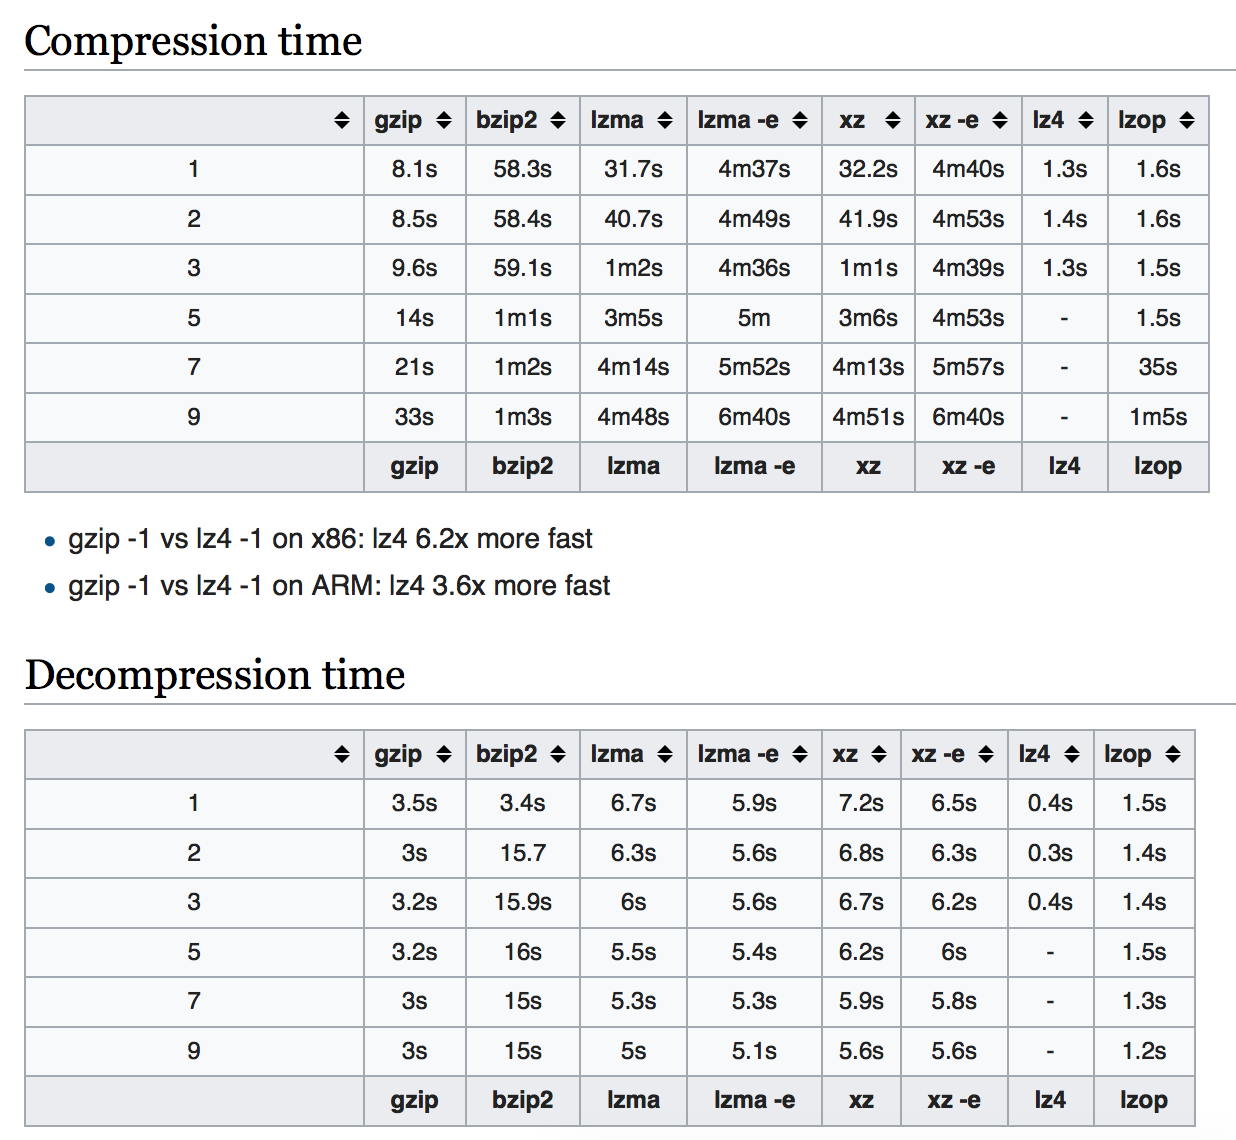 Compression time
gzip bzip2 lzma lzma -e xz xz -e lz4 lzop
1 8.1s 58.3s 31.7s 4m37s 32.2s 4m40s 1.3s 1.6s
2 8.5s 58.4s 40.7s 4m49s 41.9s 4m53s 1.4s 1.6s
3 9.6s 59.1s 1m2s 4m36s 1m1s 4m39s 1.3s 1.5s
5 14s 1m1s 3m5s 5m 3m6s 4m53s - 1.5s
7 21s 1m2s 4m14s 5m52s 4m13s 5m57s - 35s
9 33s 1m3s 4m48s 6m40s 4m51s 6m40s - 1m5s
gzip bzip2 lzma lzma -e xz xz -e lz4 lzop
• gzip -1 vs lz4 -1 on x86: lz4 6.2x more fast
• gzip -1 vs lz4 -1 on ARM: lz4 3.6x more fast
Decompression time
gzip bzip2 lzma lzma -e xz xz -e lz4 lzop
1 3.5s 3.4s 6.7s 5.9s 7.2s 6.5s 0.4s 1.5s
2 3s 15.7 6.3s 5.6s 6.8s 6.3s 0.3s 1.4s
3 3.2s 15.9s 6s 5.6s 6.7s 6.2s 0.4s 1.4s
5 3.2s 16s 5.5s 5.4s 6.2s 6s - 1.5s
7 3s 15s 5.3s 5.3s 5.9s 5.8s - 1.3s
9 3s 15s 5s 5.1s 5.6s 5.6s - 1.2s
gzip bzip2 lzma lzma -e xz xz -e lz4 lzop